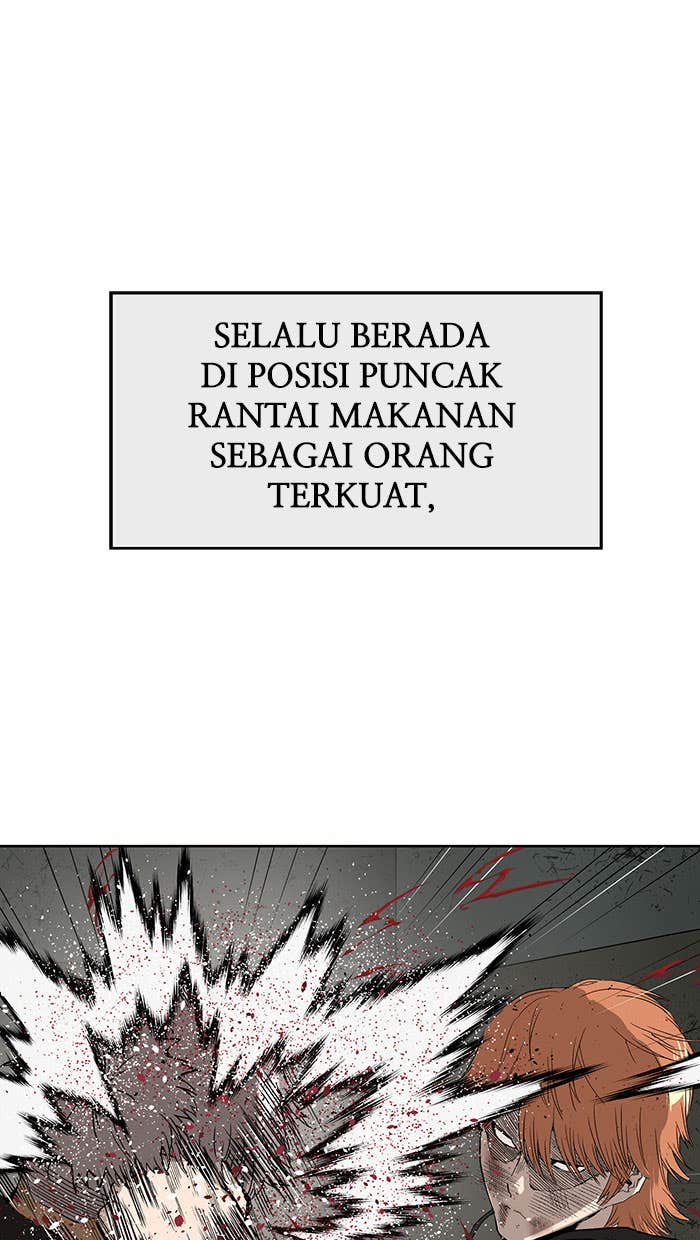 SELALU BERADA
DI POSISI PUNCAK
RANTAI MAKANAN
SEBAGAI ORANG
TERKUAT,